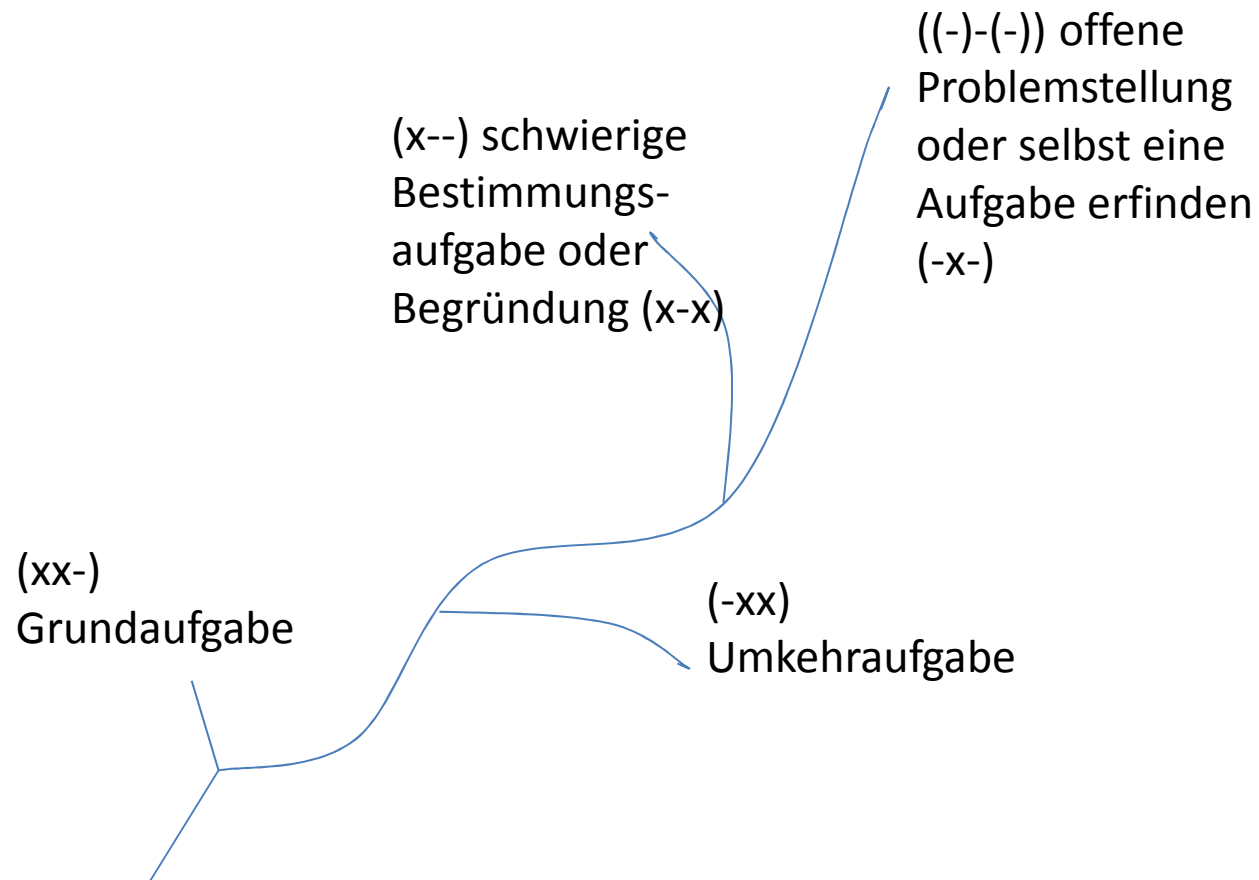 ((-)-(-)) offene
Problemstellung
oder selbst eine
Aufgabe erfinden
(-x-)
(x--) schwierige
Bestimmungs-
aufgabe oder
Begründung (x-x)
(xx-)
Grundaufgabe
(-xx)
Umkehraufgabe